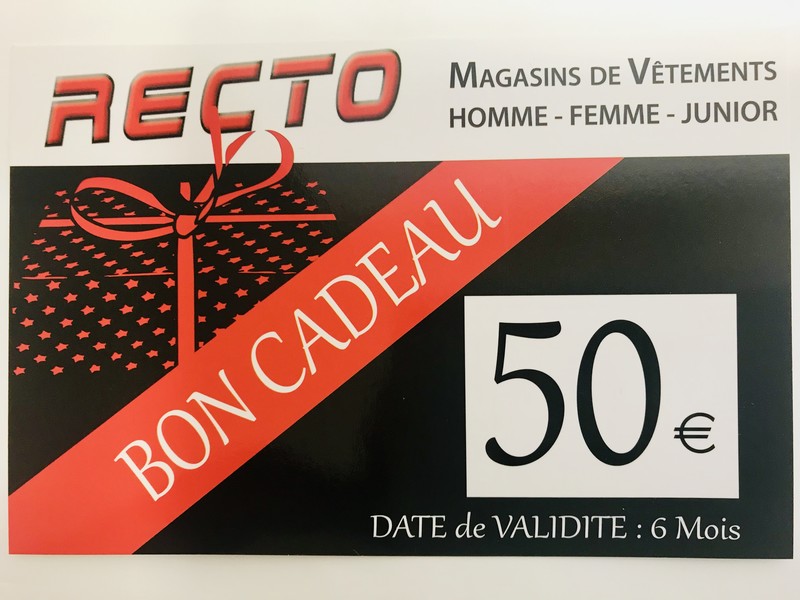 RECTO
MAGASINS DE VÊTEMENTS
HOMME - FEMME - JUNIOR
BON CADEAU
50 €
DATE de VALIDITE : 6 Mois